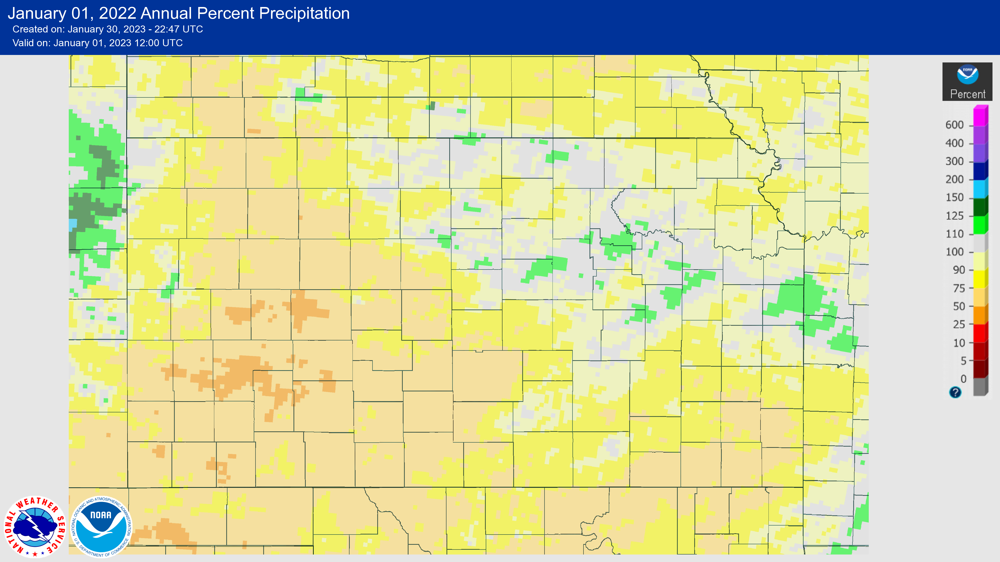 January 01, 2022 Annual Percent Precipitation
Created on: January 30, 2023 - 22:47 UTC
Valid on: January 01, 2023 12:00 UTC
NOAA
Percent
600
400
300
200
150
125
110
100
90
75
50
25
10
5
0
?
NATIONAL WEATHER SERVICE
NATIONAL OCEANIC AND ATMOSPHERIC ADMINISTRATION
NOAA
U.S. DEPARTMENT OF COMMERCE